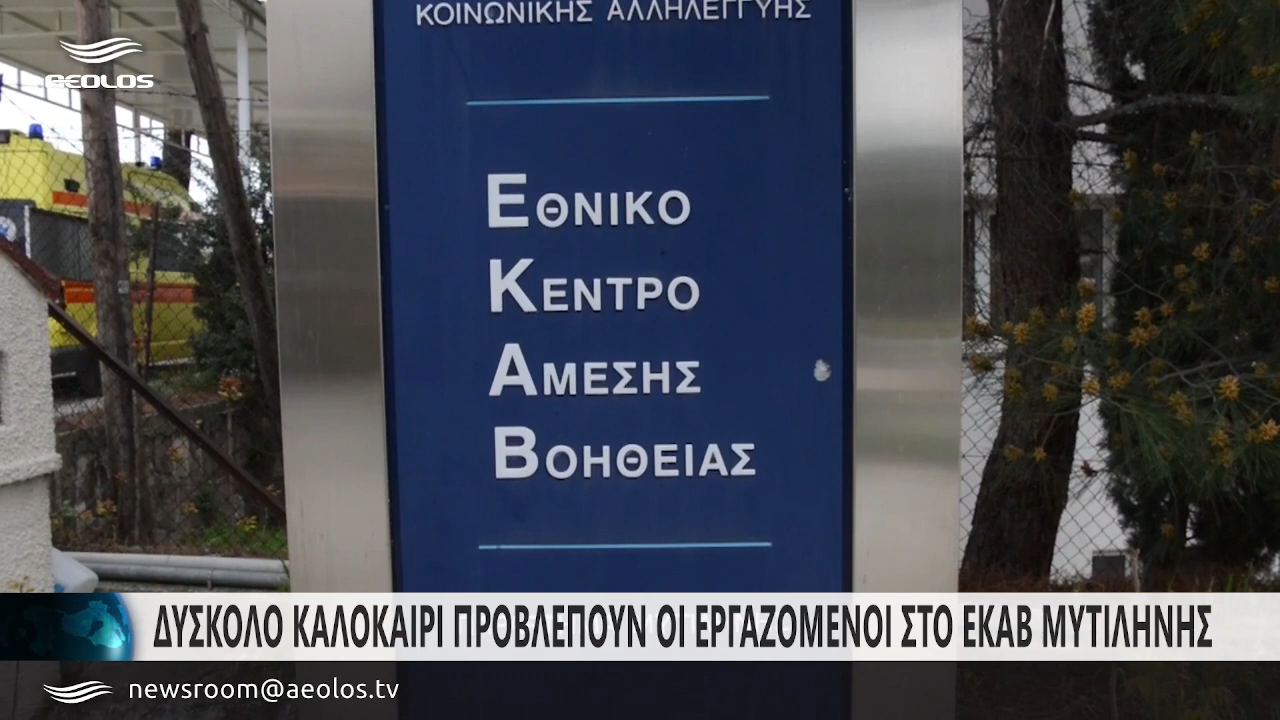 ΚΟΙΝΩΝΙΚΗΣ ΑΛΛΗΛΕΓΓΥΗΣ
AEOLOS
ΕΘΝΙΚΟ
ΚΕΝΤΡΟ
ΑΜΕΣΗΣ
ΒΟΗΘΕΙΑΣ
ΔΥΣΚΟΛΟ ΚΑΛΟΚΑΙΡΙ ΠΡΟΒΛΕΠΟΥΝ ΟΙ ΕΡΓΑΖΟΜΕΝΟΙ ΣΤΟ ΕΚΑΒ ΜΥΤΙΛΗΝΗΣ
newsroom@aeolos.tv